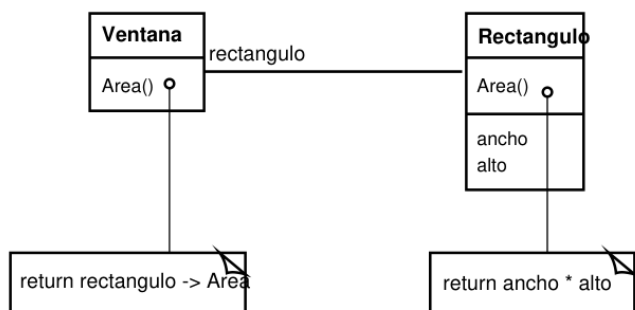 Ventana
Area()
rectangulo
Rectangulo
Area()
ancho
alto
return rectangulo -> Area
return ancho * alto